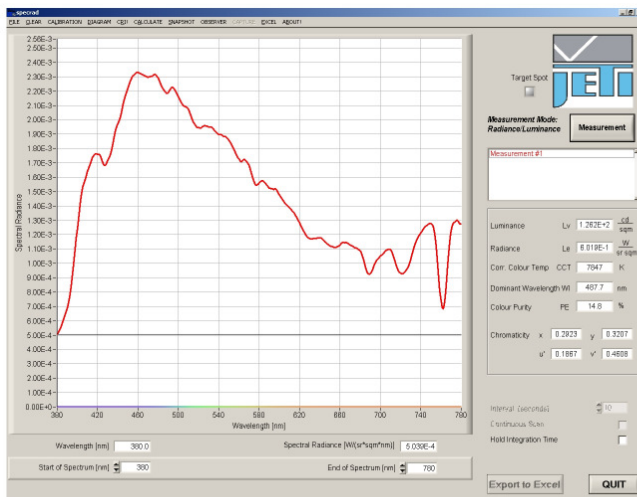 specrad
FILE CLEAR CALIBRATION DIAGRAM CRI CALCULATE SNAPSHOT OBSERVER CAPTURE EXCEL ABOUT!
2.56E-3
2.50E-3
2.40E-3
2.30E-3
2.20E-3
2.10E-3
2.00E-3
1.90E-3
1.80E-3
1.70E-3
1.60E-3
1.50E-3
1.40E-3
1.30E-3
1.20E-3
1.10E-3
1.00E-3
9.00E-4
8.00E-4
7.00E-4
6.00E-4
5.00E-4
4.00E-4
3.00E-4
2.00E-4
1.00E-4
0.00E+0
Spectral Radiance
380 420 460 500 540 580 620 660 700 740 780
Wavelength [nm]
Wavelength [nm] 380.0 Spectral Radiance [W/(sr*sqm*nm)] 5.039E-4
Start of Spectrum [nm] 380 End of Spectrum [nm] 780
Target Spot
JETI
Measurement Mode:
Radiance/Luminance
Measurement
Measurement #1
Luminance Lv 1.262E+2 cd/sqm
Radiance Le 6.019E-1 W/sr sqm
Corr. Colour Temp CCT 7847 K
Dominant Wavelength Wl 487.7 nm
Colour Purity PE 14.8 %
Chromaticity x 0.2923 y 0.3207
u' 0.1867 v' 0.4608
Interval (seconds) 10
Continuous Scan
Hold Integration Time
Export to Excel QUIT